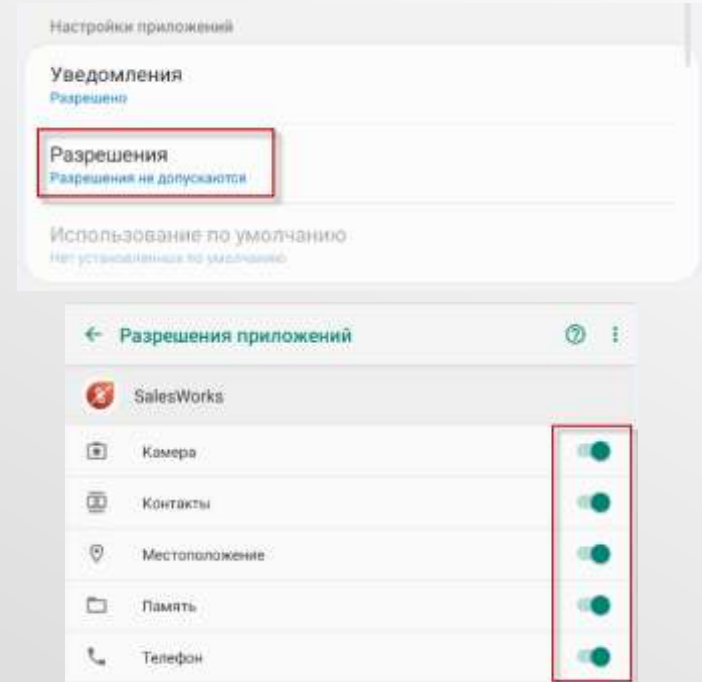 Настройки приложений
Уведомления
Разрешено
Разрешения
Разрешения не допускаются
Использование по умолчанию
Нет установленных по умолчанию
Разрешения приложений
SalesWorks
Камера
Контакты
Местоположение
Память
Телефон